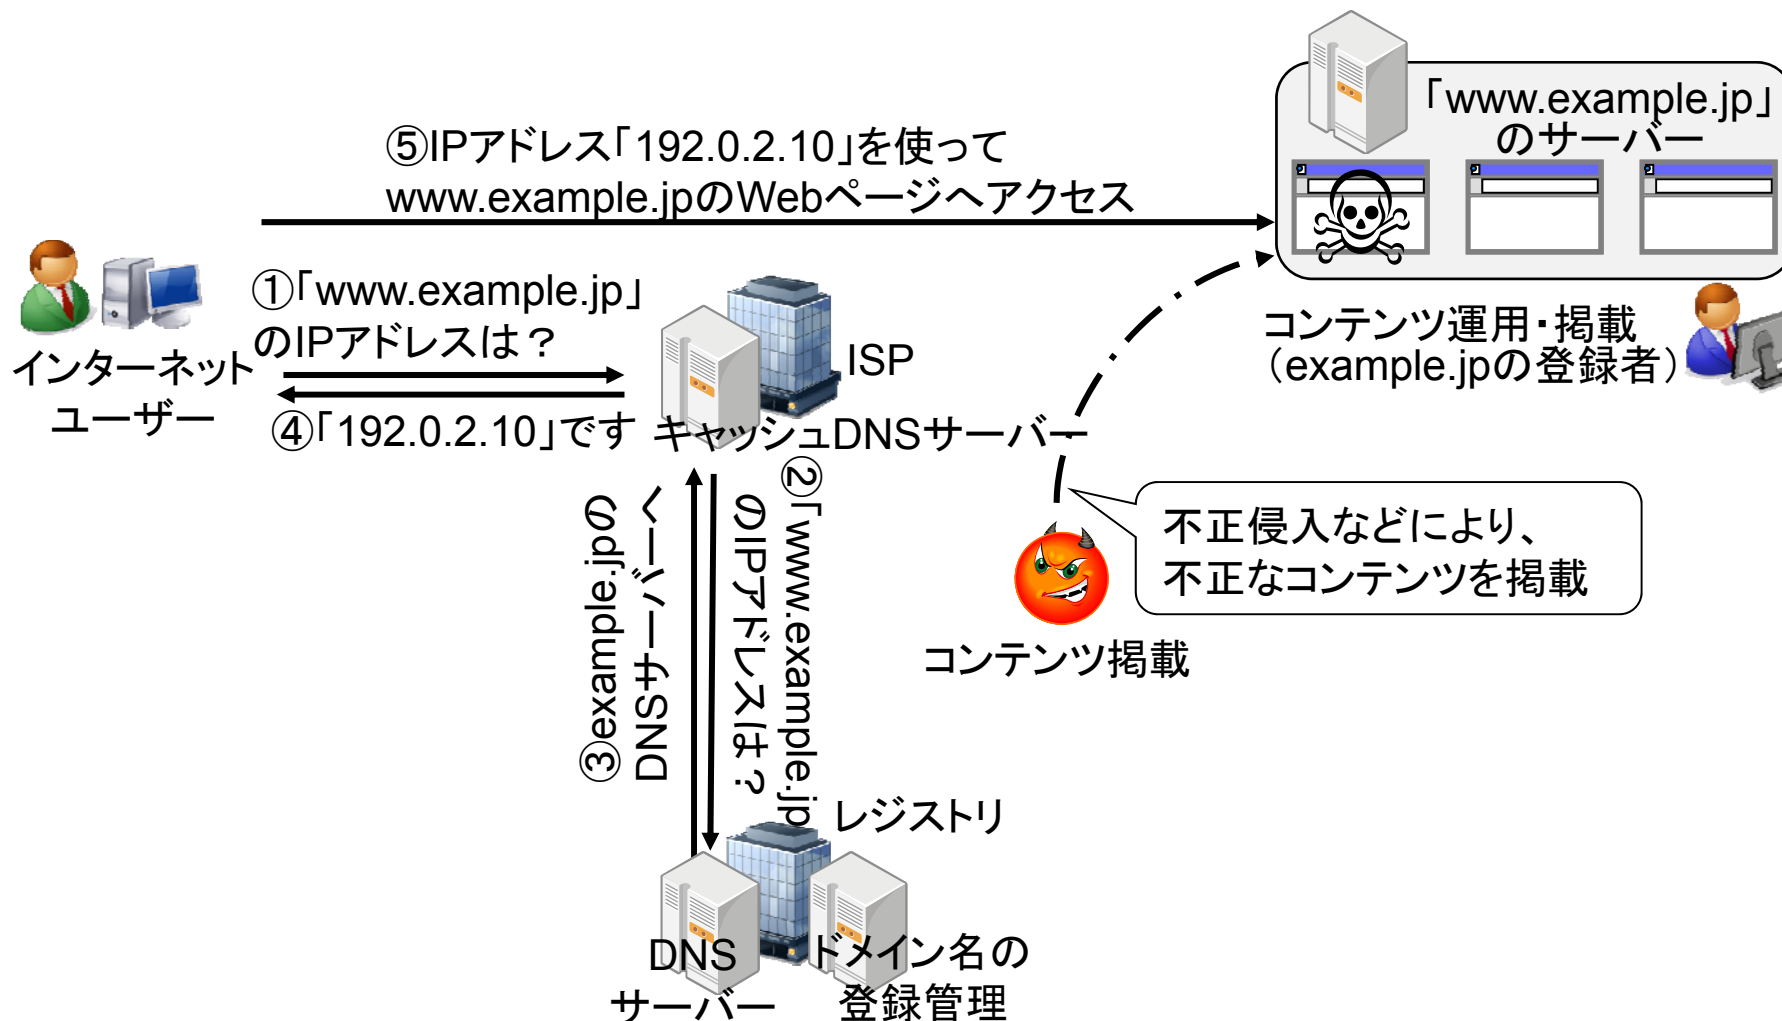 「www.example.jp」
のサーバー
⑤IPアドレス「192.0.2.10」を使って
www.example.jpのWebページへアクセス
①「www.example.jp」
のIPアドレスは？
インターネット
ユーザー
ISP
④「192.0.2.10」です
キャッシュDNSサーバー
コンテンツ運用・掲載
（example.jpの登録者）
不正侵入などにより、
不正なコンテンツを掲載
コンテンツ掲載
②「www.example.jp
のIPアドレスは？
③example.jpの
DNSサーバーへ
レジストリ
DNS
サーバー
ドメイン名の
登録管理